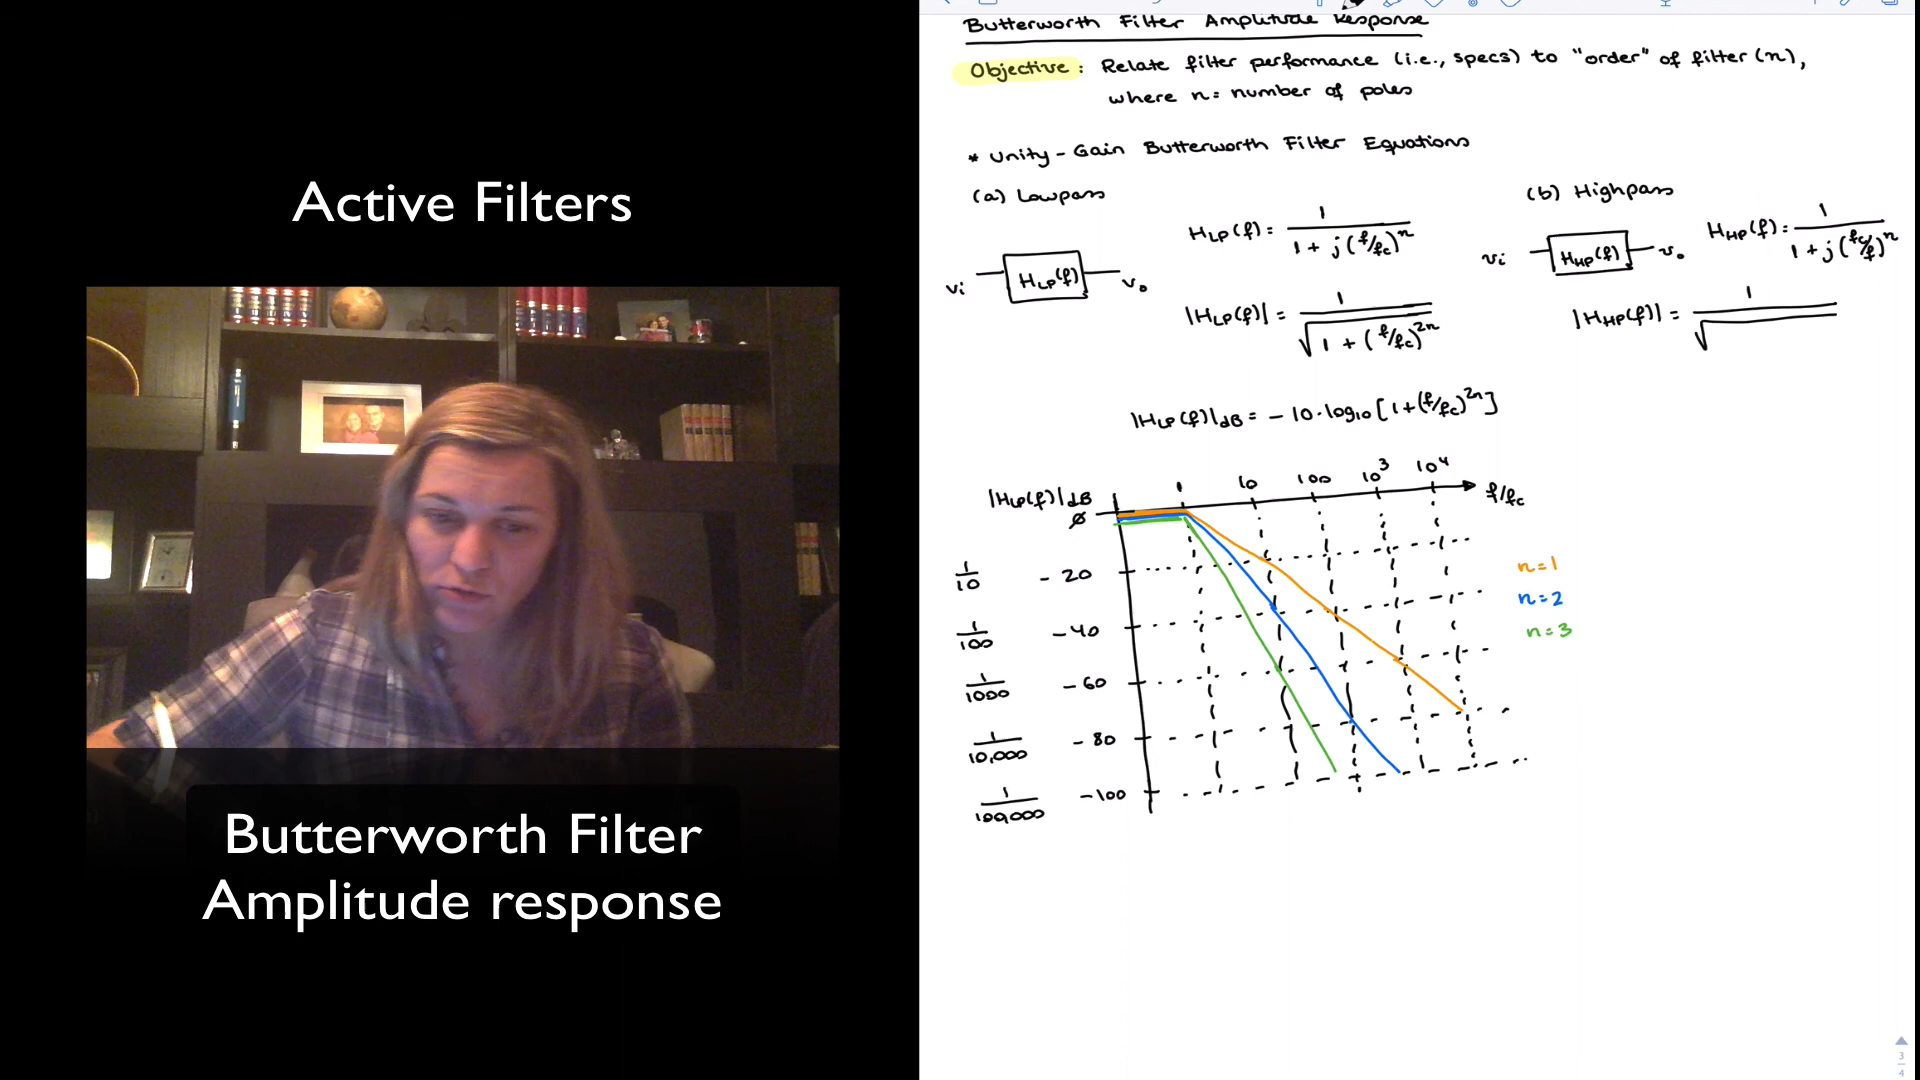 Active Filters
Butterworth Filter
Amplitude response
Butterworth Filter Amplitude Response
Objective: Relate filter performance (i.e., specs) to "order" of filter (n),
where n = number of poles
* Unity-Gain Butterworth Filter Equations
(a) Lowpass
vi HLP(f) vo
HLP(f) = 1 / (1 + j(f/fc)^n)
|HLP(f)| = 1 / √(1 + (f/fc)^2n)
(b) Highpass
vi HHP(f) vo
HHP(f) = 1 / (1 + j(fc/f)^n)
|HHP(f)| = 1 / √
|HLP(f)|dB = -10·log10[1+(f/fc)^2n]
|HLP(f)|dB
1 10 100 10^3 10^4 f/fc
Ø
1/10 -20
1/100 -40
1/1000 -60
1/10,000 -80
1/100,000 -100
n=1
n=2
n=3
3
4